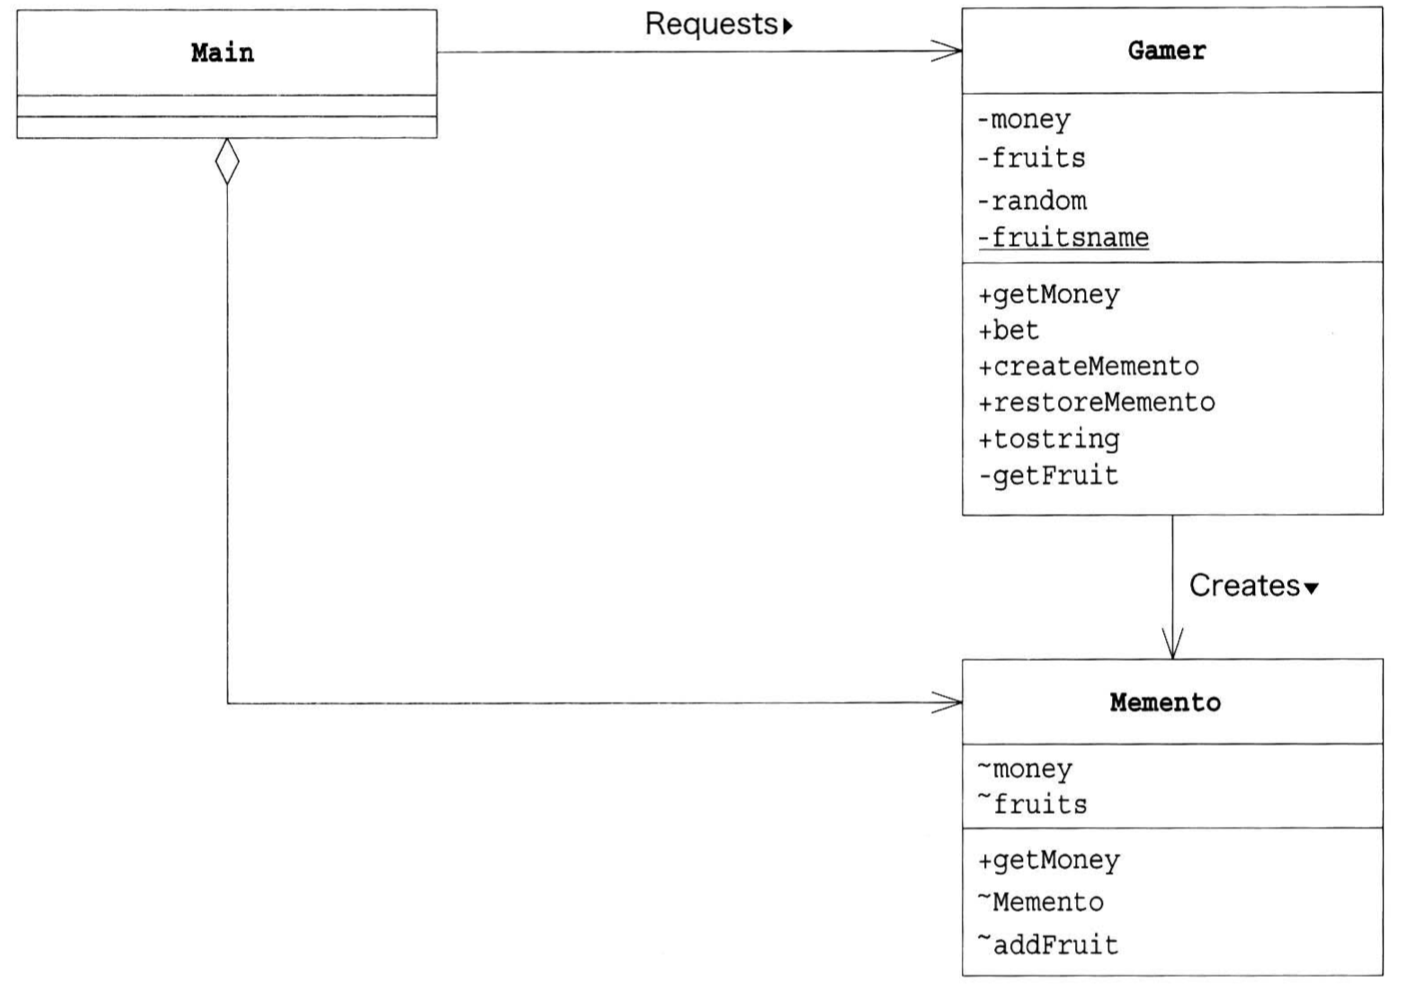 Main
Requests▸
Gamer
-money
-fruits
-random
-fruitsname
+getMoney
+bet
+createMemento
+restoreMemento
+tostring
-getFruit
Creates▾
Memento
~money
~fruits
+getMoney
~Memento
~addFruit